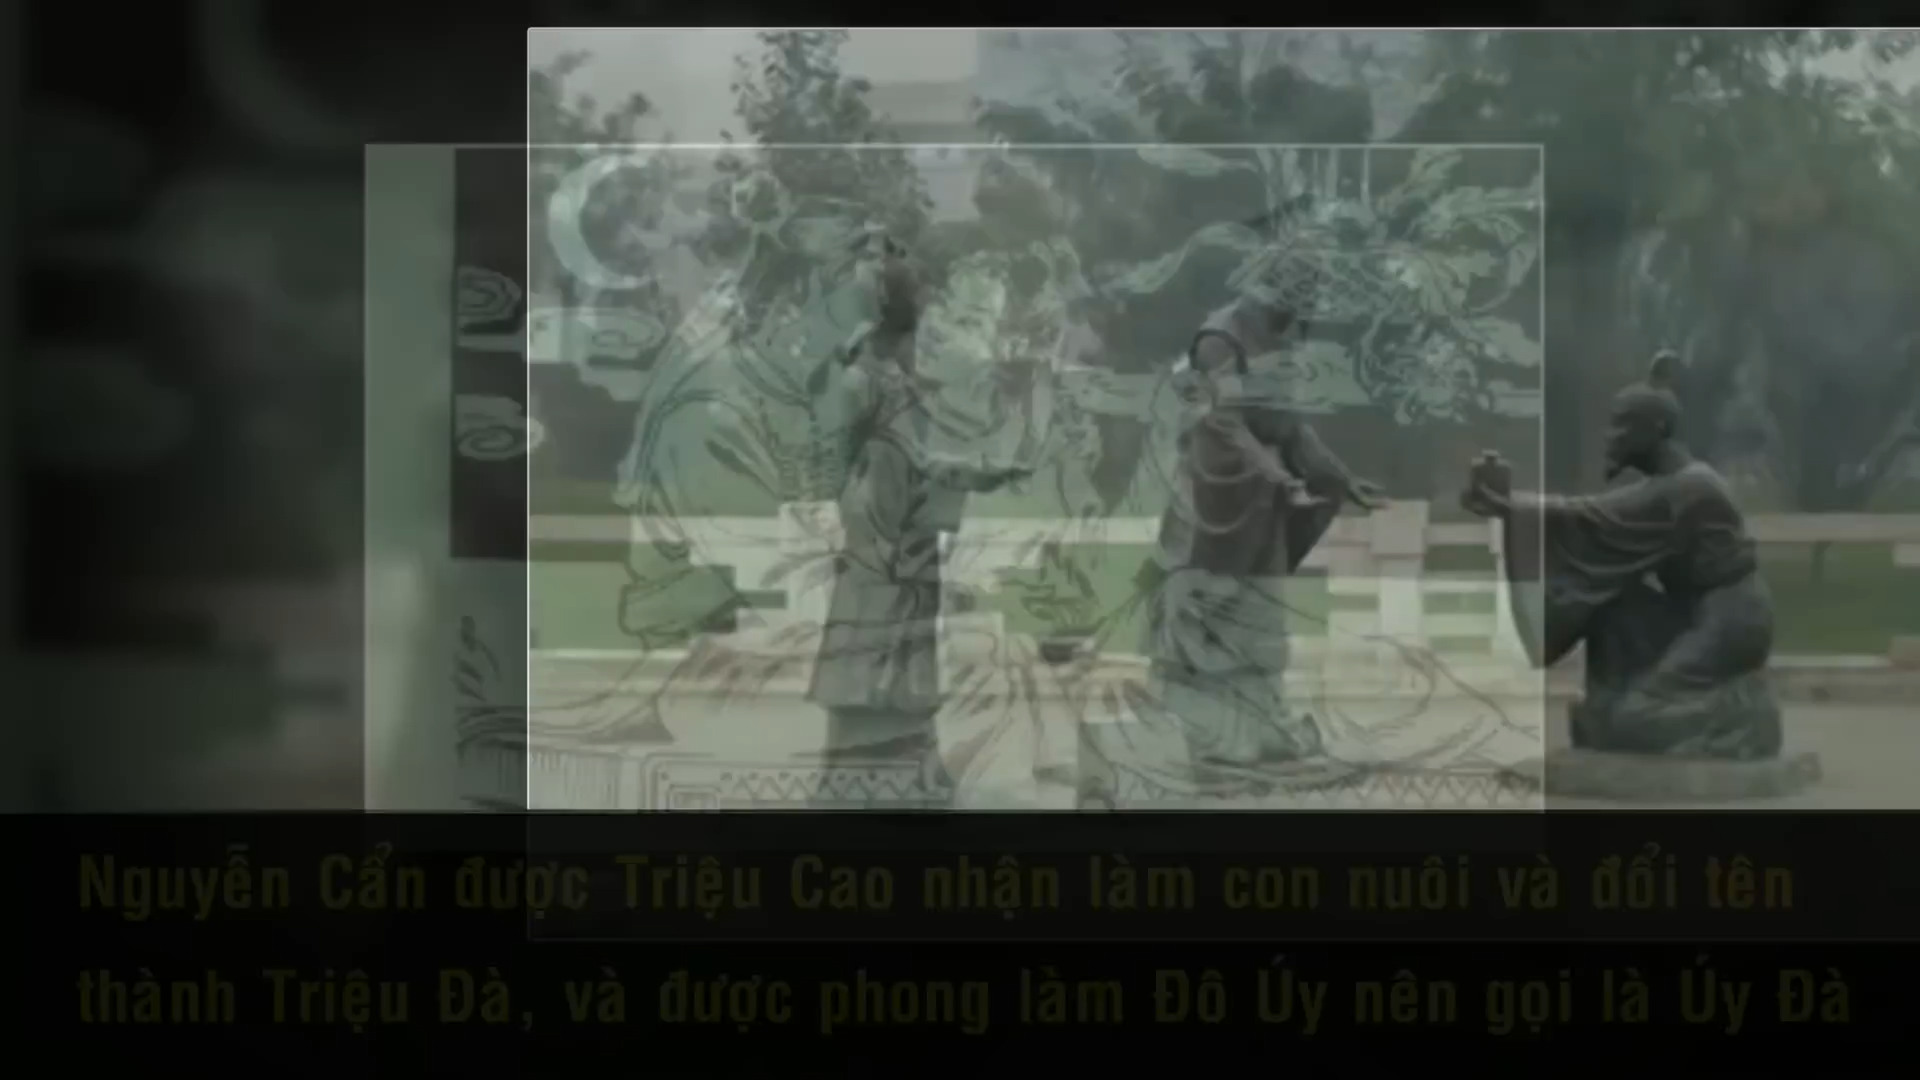 Nguyễn Cẩn được Triệu Cao nhận làm con nuôi và đổi tên
thành Triệu Đà, và được phong làm Đô Úy nên gọi là Úy Đà